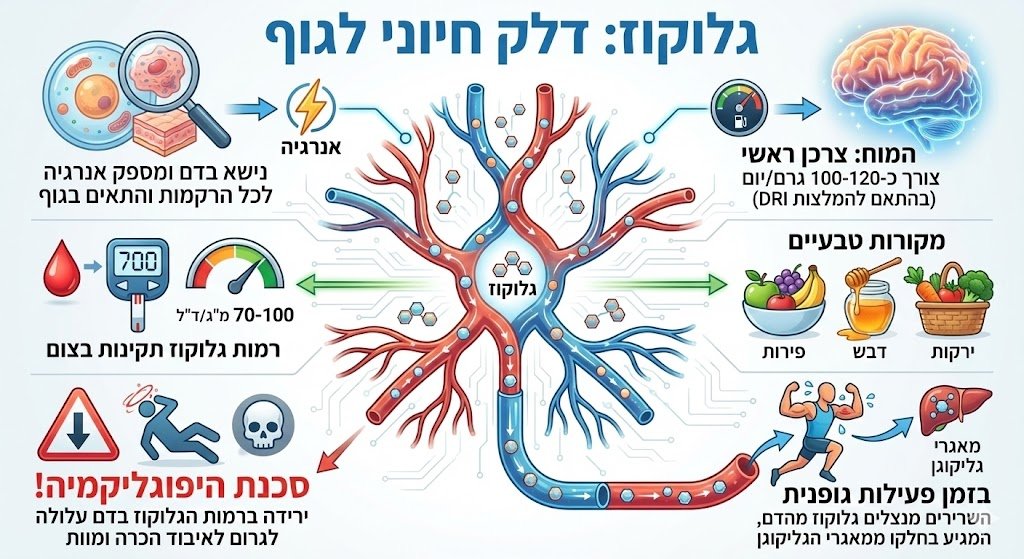 גלוקוז: דלק חיוני לגוף
אנרגיה
נישא בדם ומספק אנרגיה
לכל הרקמות והתאים בגוף
המוח: צרכן ראשי
צורך כ-100-120 גרם/יום
(בהתאם להמלצות DRI)
700
70-100 מ"ג/ד"ל
רמות גלוקוז תקינות בצום
גלוקוז
מקורות טבעיים
פירות
דבש
ירקות
סכנת היפוגליקמיה!
ירידה ברמות הגלוקוז בדם עלולה
לגרום לאיבוד הכרה ומוות
מאגרי
גליקוגן
בזמן פעילות גופנית
השרירים מנצלים גלוקוז מהדם,
המגיע בחלקו ממאגרי הגליקוגן